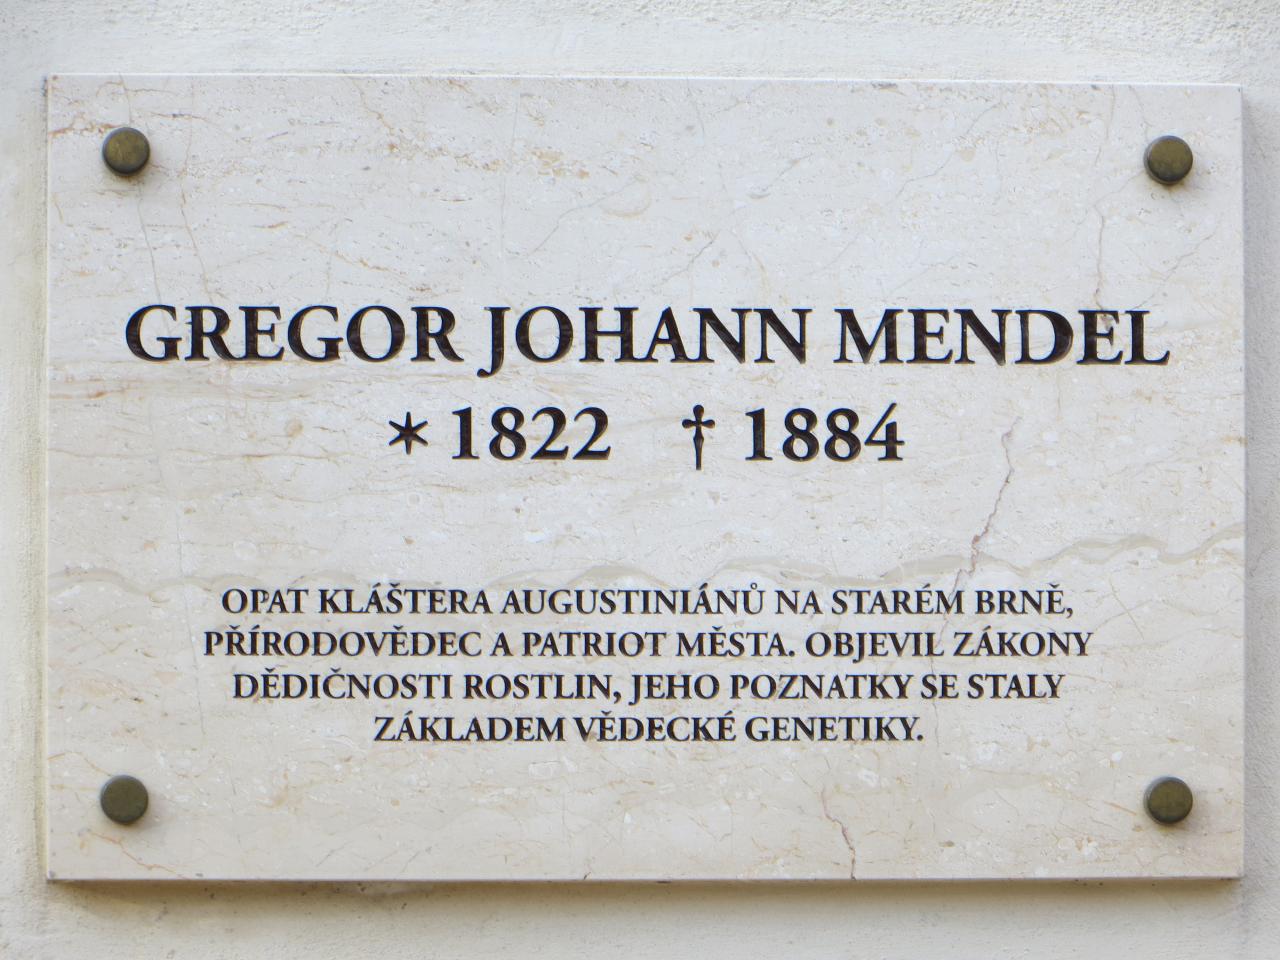 GREGOR JOHANN MENDEL
* 1822 † 1884
OPAT KLÁŠTERA AUGUSTINIÁNŮ NA STARÉM BRNĚ,
PŘÍRODOVĚDEC A PATRIOT MĚSTA. OBJEVIL ZÁKONY
DĚDIČNOSTI ROSTLIN, JEHO POZNATKY SE STALY
ZÁKLADEM VĚDECKÉ GENETIKY.